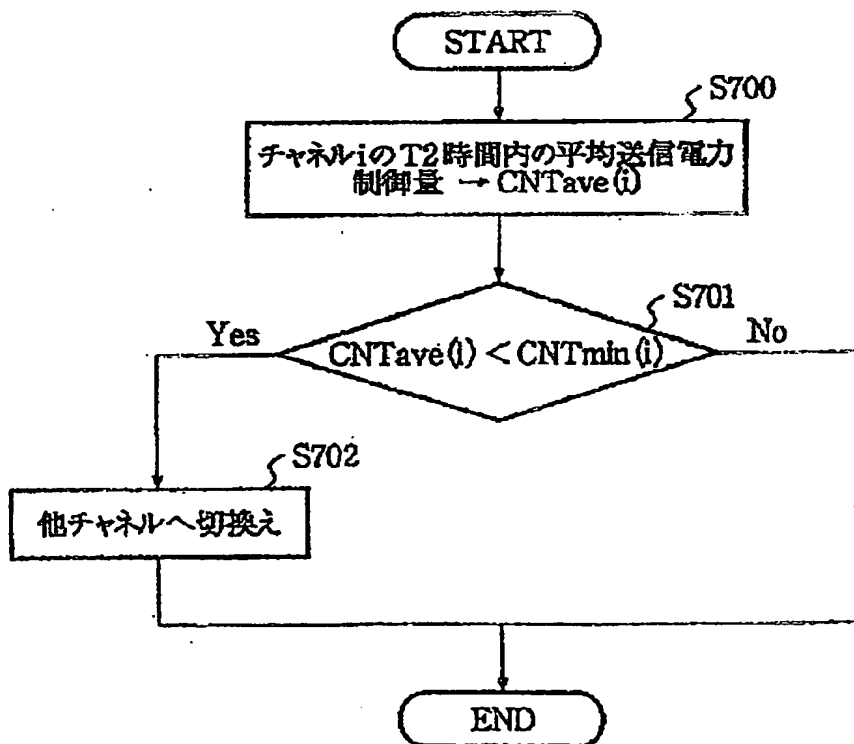 START
S700
チャネルiのT2時間内の平均送信電力
制御量 → CNTave(i)
S701
Yes
No
CNTave(i) < CNTmin(i)
S702
他チャネルへ切換え
END